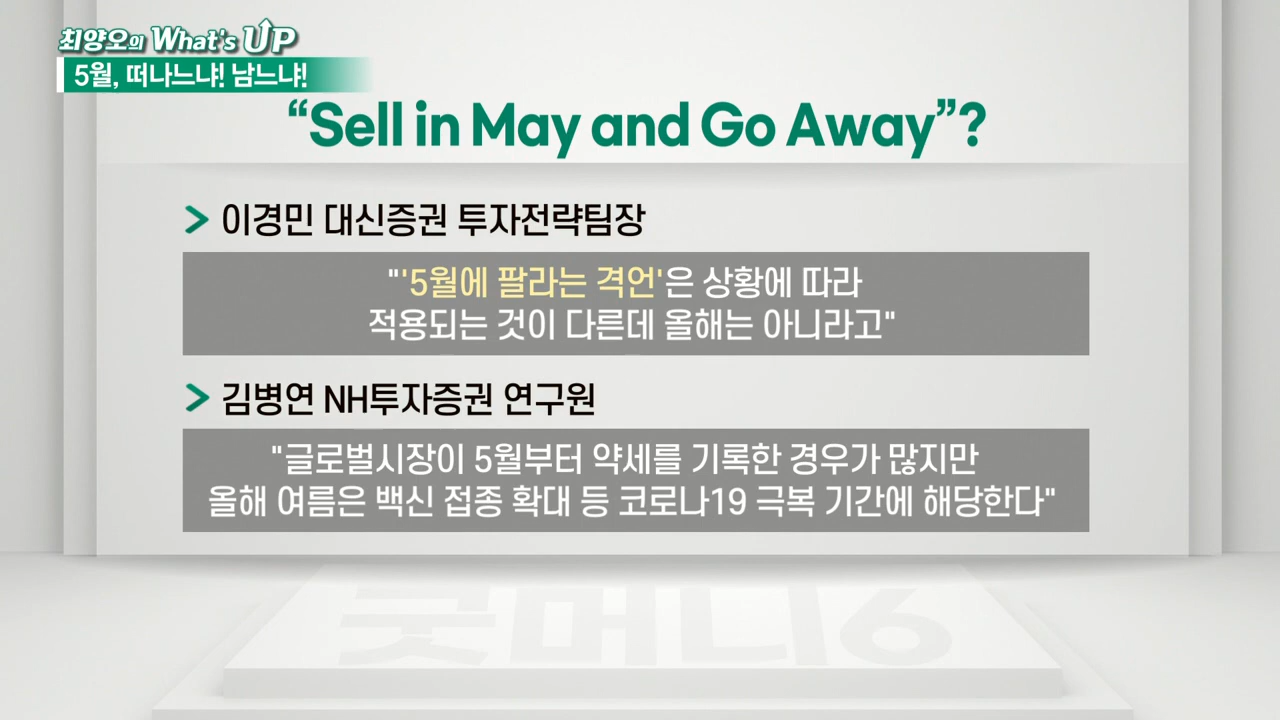 최양오의 What's UP
5월, 떠나느냐! 남느냐!
“Sell in May and Go Away”?
이경민 대신증권 투자전략팀장
"'5월에 팔라는 격언'은 상황에 따라
적용되는 것이 다른데 올해는 아니라고"
김병연 NH투자증권 연구원
"글로벌시장이 5월부터 약세를 기록한 경우가 많지만
올해 여름은 백신 접종 확대 등 코로나19 극복 기간에 해당한다"
굿머니6